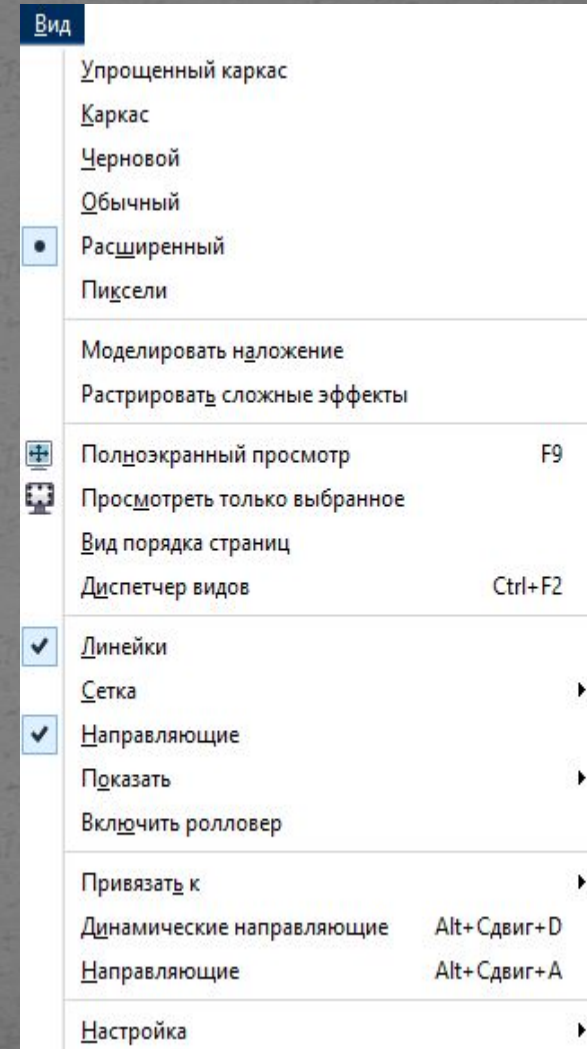 Вид
Упрощенный каркас
Каркас
Черновой
Обычный
Расширенный
Пиксели
Моделировать наложение
Растрировать сложные эффекты
Полноэкранный просмотр F9
Просмотреть только выбранное
Вид порядка страниц
Диспетчер видов Ctrl+F2
Линейки
Сетка
Направляющие
Показать
Включить ролловер
Привязать к
Динамические направляющие Alt+Сдвиг+D
Направляющие Alt+Сдвиг+A
Настройка